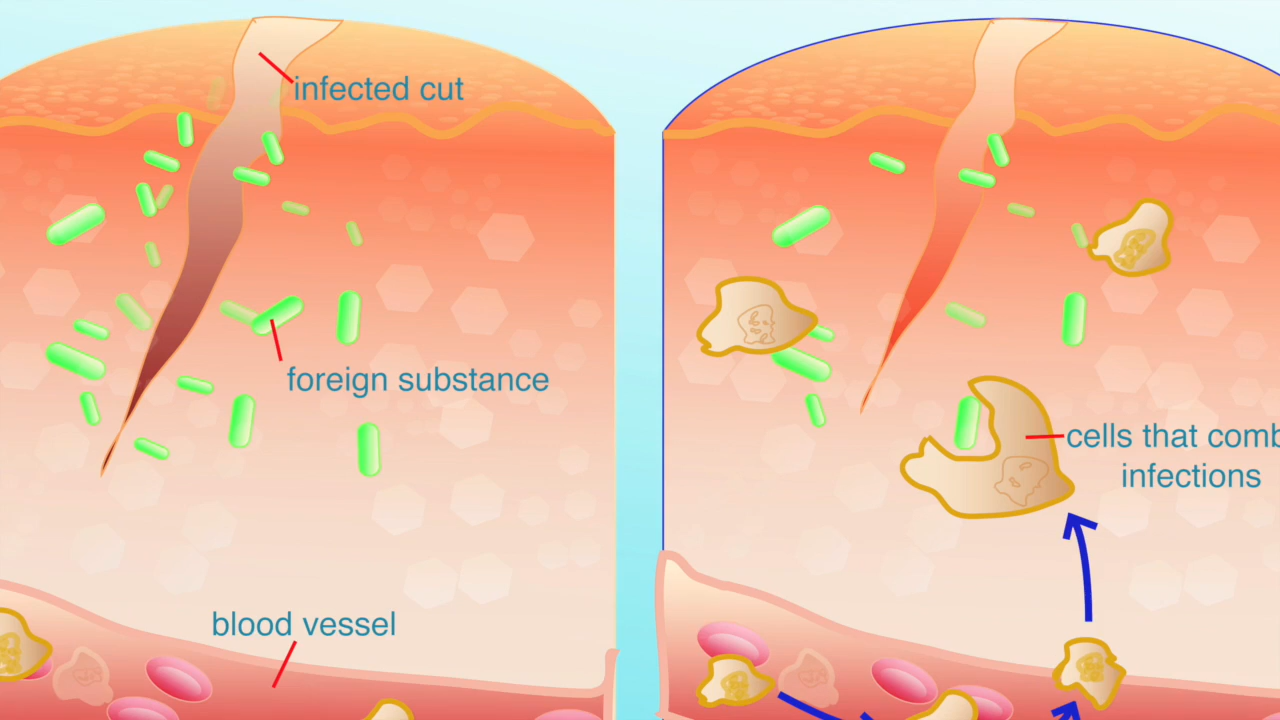 infected cut
foreign substance
blood vessel
cells that comb
infections